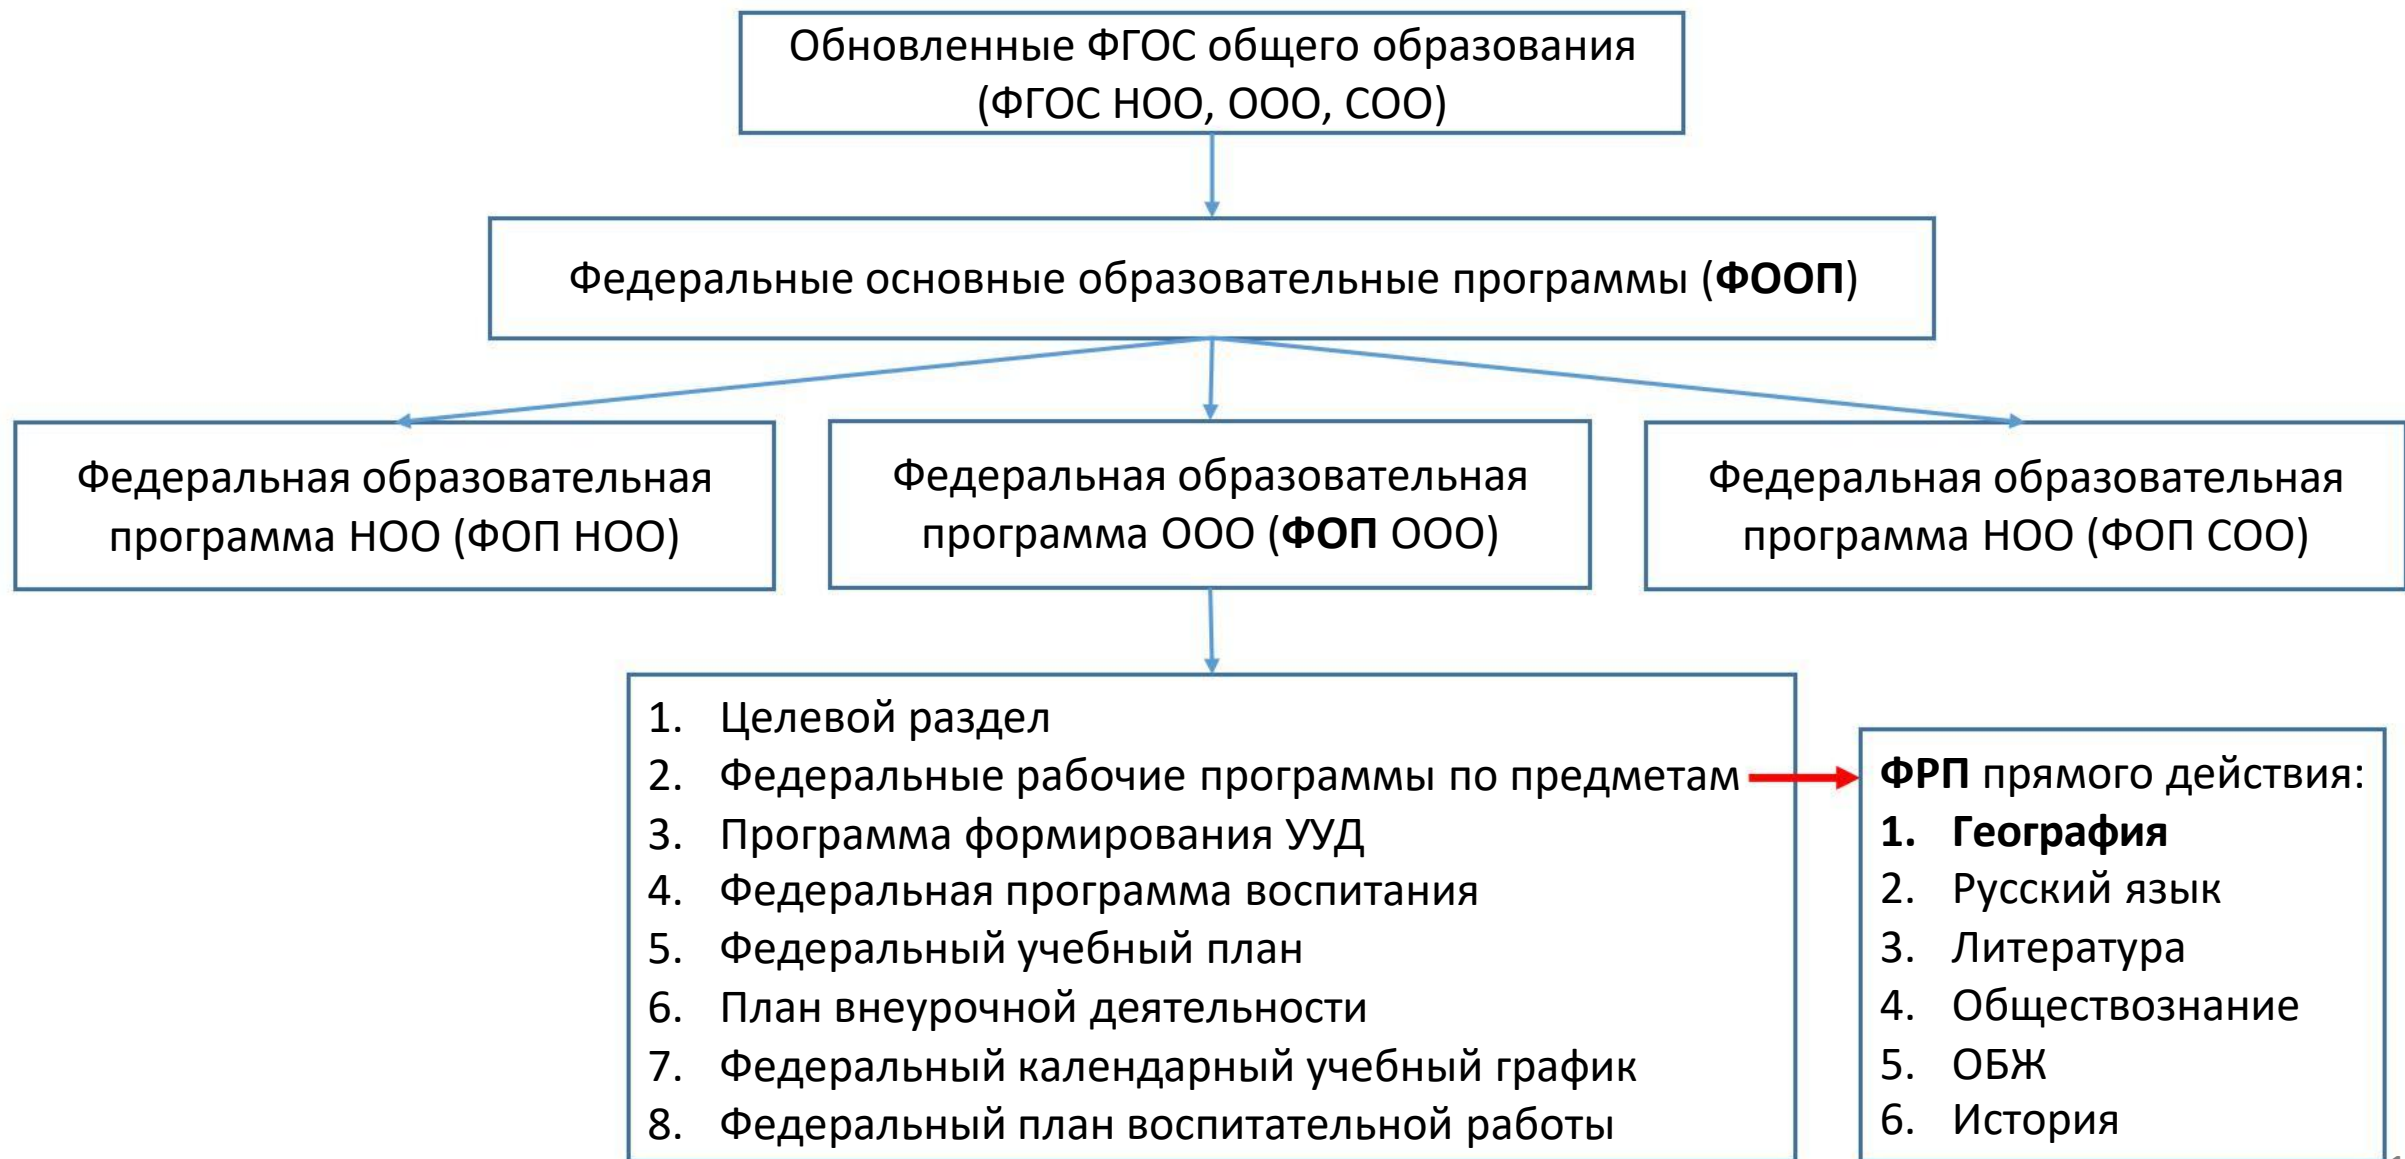 Обновленные ФГОС общего образования
(ФГОС НОО, ООО, СОО)
Федеральные основные образовательные программы (ФООП)
Федеральная образовательная
программа НОО (ФОП НОО)
Федеральная образовательная
программа ООО (ФОП ООО)
Федеральная образовательная
программа НОО (ФОП СОО)
1. Целевой раздел
2. Федеральные рабочие программы по предметам
3. Программа формирования УУД
4. Федеральная программа воспитания
5. Федеральный учебный план
6. План внеурочной деятельности
7. Федеральный календарный учебный график
8. Федеральный план воспитательной работы
ФРП прямого действия:
1. География
2. Русский язык
3. Литература
4. Обществознание
5. ОБЖ
6. История